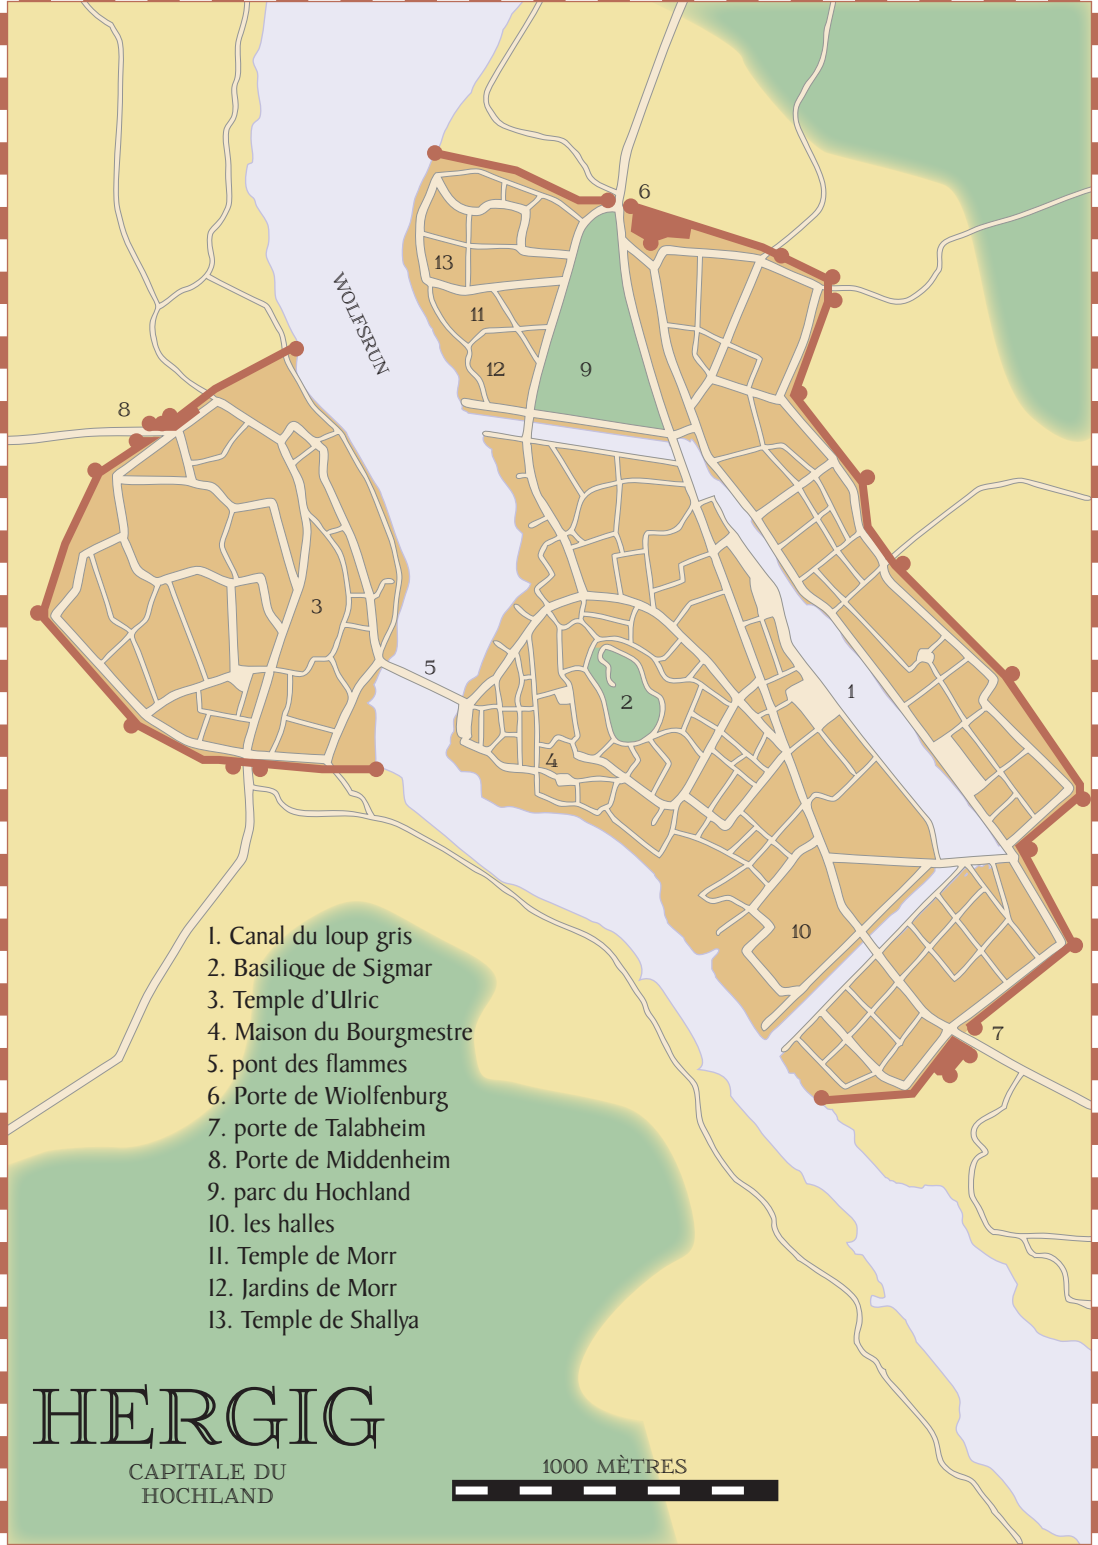 6
13
WOLFSRUN
11
12
9
8
3
5
1
2
4
10
7
1. Canal du loup gris
2. Basilique de Sigmar
3. Temple d'Ulric
4. Maison du Bourgmestre
5. pont des flammes
6. Porte de Wiolfenburg
7. porte de Talabheim
8. Porte de Middenheim
9. parc du Hochland
10. les halles
11. Temple de Morr
12. Jardins de Morr
13. Temple de Shallya
HERGIG
CAPITALE DU
HOCHLAND
1000 MÈTRES